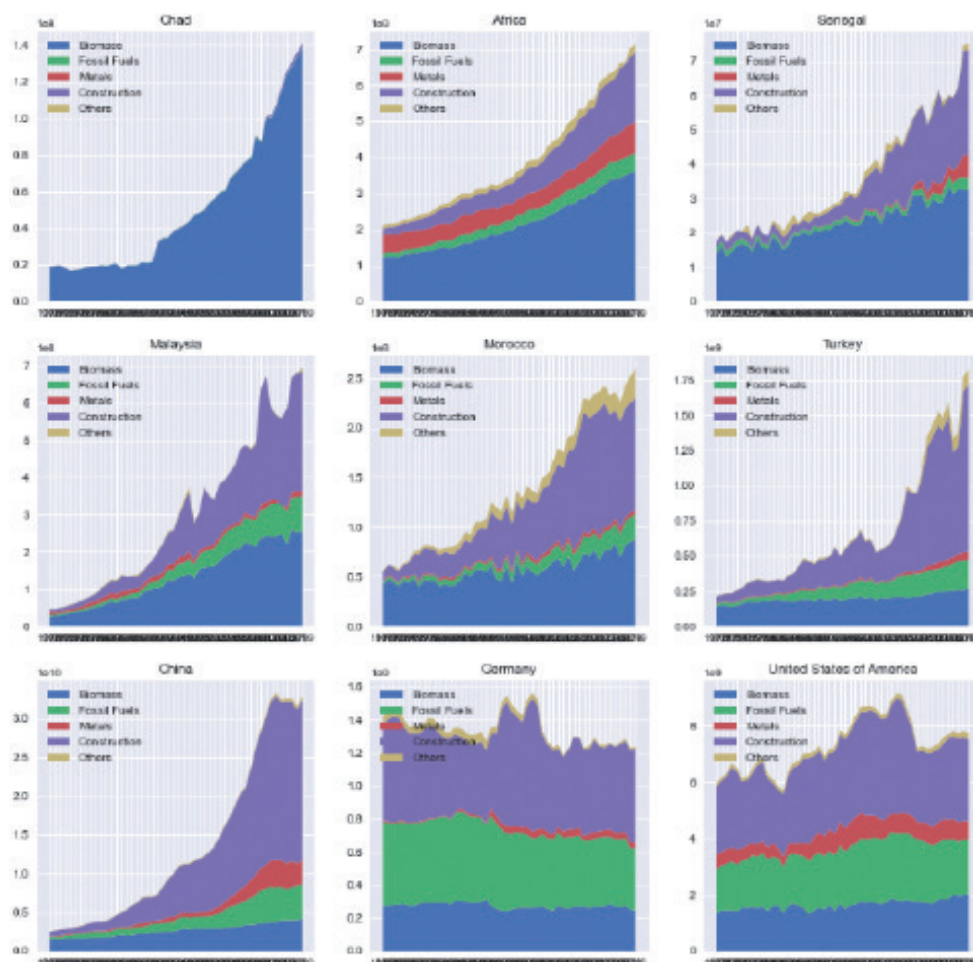 Chad
1e8
Biomass
Fossil Fuels
Metals
Construction
Others
1.4
1.2
1.0
0.8
0.6
0.4
0.2
0.0
Africa
1e9
Biomass
Fossil Fuels
Metals
Construction
Others
7
6
5
4
3
2
1
0
Senegal
1e7
Biomass
Fossil Fuels
Metals
Construction
Others
7
6
5
4
3
2
1
0
Malaysia
1e8
Biomass
Fossil Fuels
Metals
Construction
Others
7
6
5
4
3
2
1
0
Morocco
1e8
Biomass
Fossil Fuels
Metals
Construction
Others
2.5
2.0
1.5
1.0
0.5
0.0
Turkey
1e9
Biomass
Fossil Fuels
Metals
Construction
Others
1.75
1.50
1.25
1.00
0.75
0.50
0.25
0.00
China
1e10
Biomass
Fossil Fuels
Metals
Construction
Others
3.0
2.5
2.0
1.5
1.0
0.5
0.0
Germany
1e9
Biomass
Fossil Fuels
Metals
Construction
Others
1.6
1.4
1.2
1.0
0.8
0.6
0.4
0.2
0.0
United States of America
1e9
Biomass
Fossil Fuels
Metals
Construction
Others
8
6
4
2
0